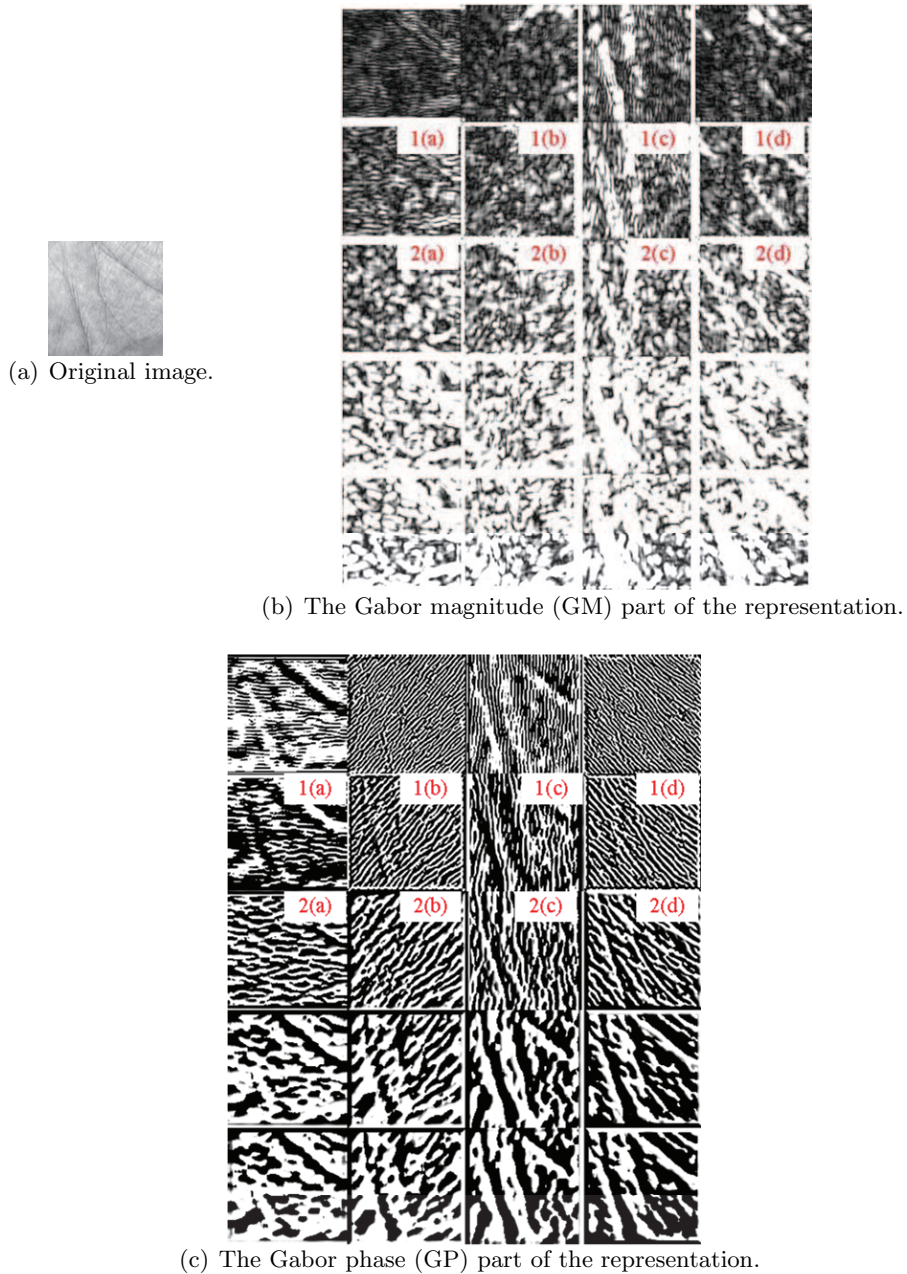 1(a) 1(b) 1(c) 1(d)
2(a) 2(b) 2(c) 2(d)
(a) Original image.
(b) The Gabor magnitude (GM) part of the representation.
1(a) 1(b) 1(c) 1(d)
2(a) 2(b) 2(c) 2(d)
(c) The Gabor phase (GP) part of the representation.